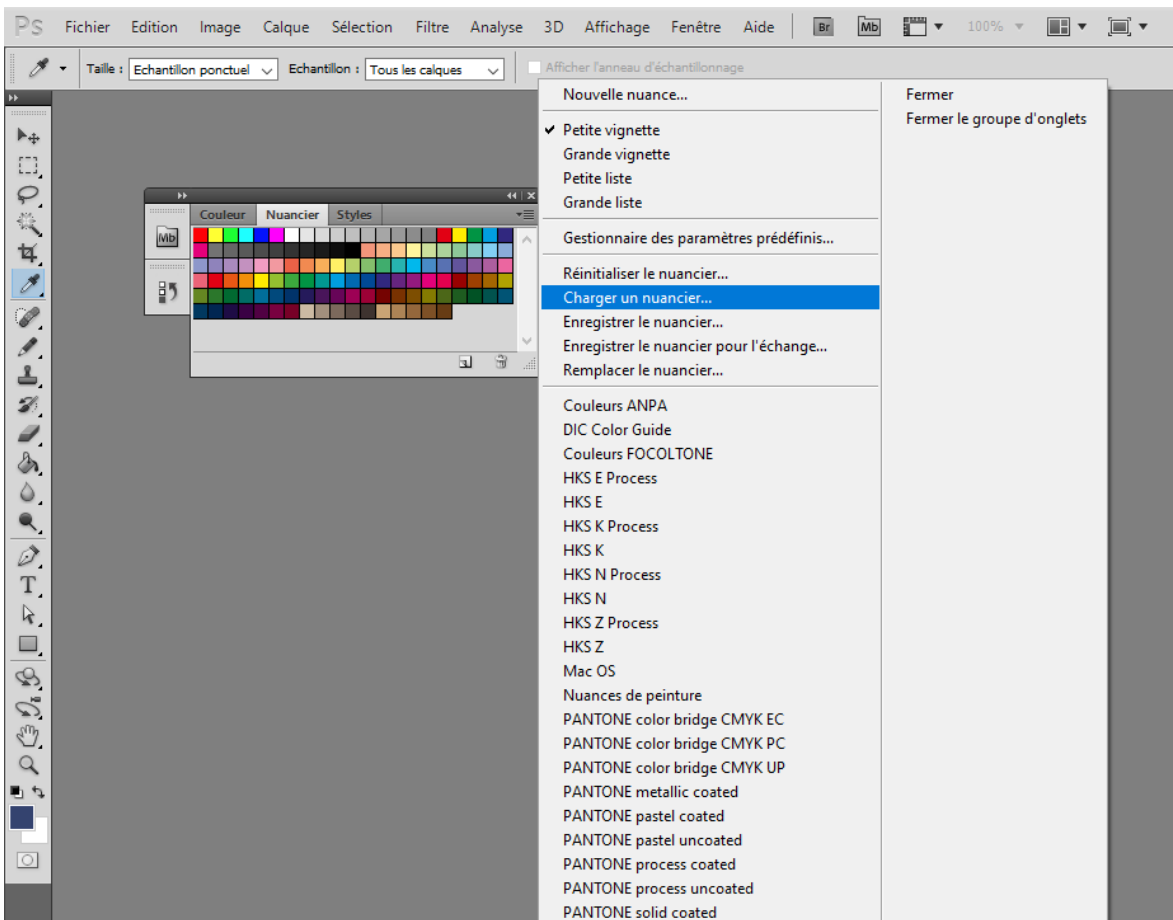 Ps Fichier Edition Image Calque Sélection Filtre Analyse 3D Affichage Fenêtre Aide Br Mb 100%
Taille : Echantillon ponctuel Echantillon : Tous les calques Afficher l'anneau d'échantillonnage
Nouvelle nuance...
Petite vignette
Grande vignette
Petite liste
Grande liste
Gestionnaire des paramètres prédéfinis...
Réinitialiser le nuancier...
Charger un nuancier...
Enregistrer le nuancier...
Enregistrer le nuancier pour l'échange...
Remplacer le nuancier...
Couleurs ANPA
DIC Color Guide
Couleurs FOCOLTONE
HKS E Process
HKS E
HKS K Process
HKS K
HKS N Process
HKS N
HKS Z Process
HKS Z
Mac OS
Nuances de peinture
PANTONE color bridge CMYK EC
PANTONE color bridge CMYK PC
PANTONE color bridge CMYK UP
PANTONE metallic coated
PANTONE pastel coated
PANTONE pastel uncoated
PANTONE process coated
PANTONE process uncoated
PANTONE solid coated
Fermer
Fermer le groupe d'onglets
Couleur Nuancier Styles
Mb
T